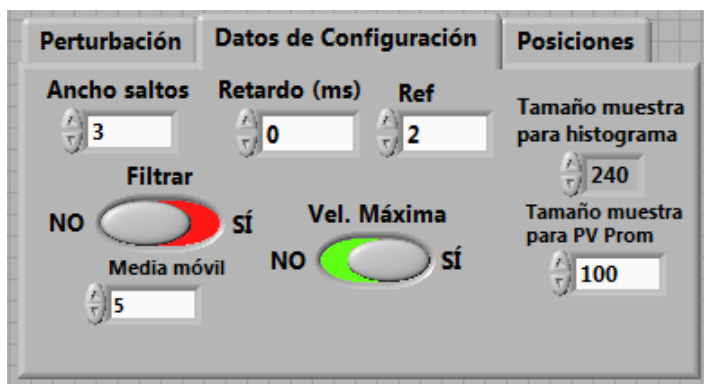 Perturbación
Datos de Configuración
Posiciones
Ancho saltos
3
Retardo (ms)
0
Ref
2
Tamaño muestra
para histograma
240
Filtrar
NO
SÍ
Media móvil
5
Vel. Máxima
NO
SÍ
Tamaño muestra
para PV Prom
100